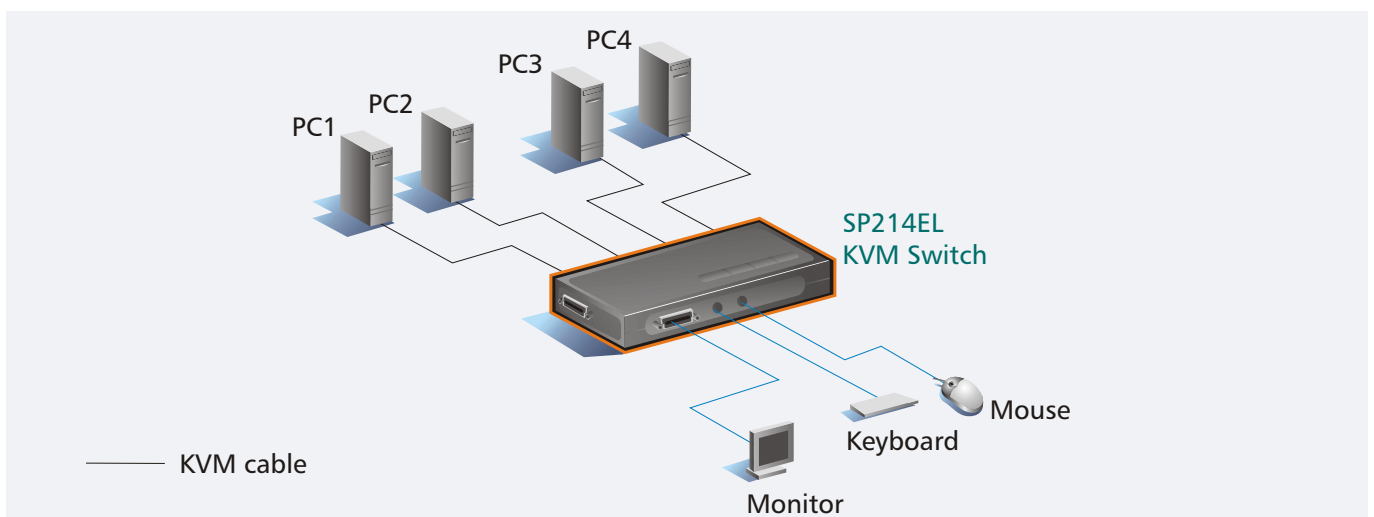 PC4
PC3
PC2
PC1
SP214EL
KVM Switch
Mouse
Keyboard
KVM cable
Monitor